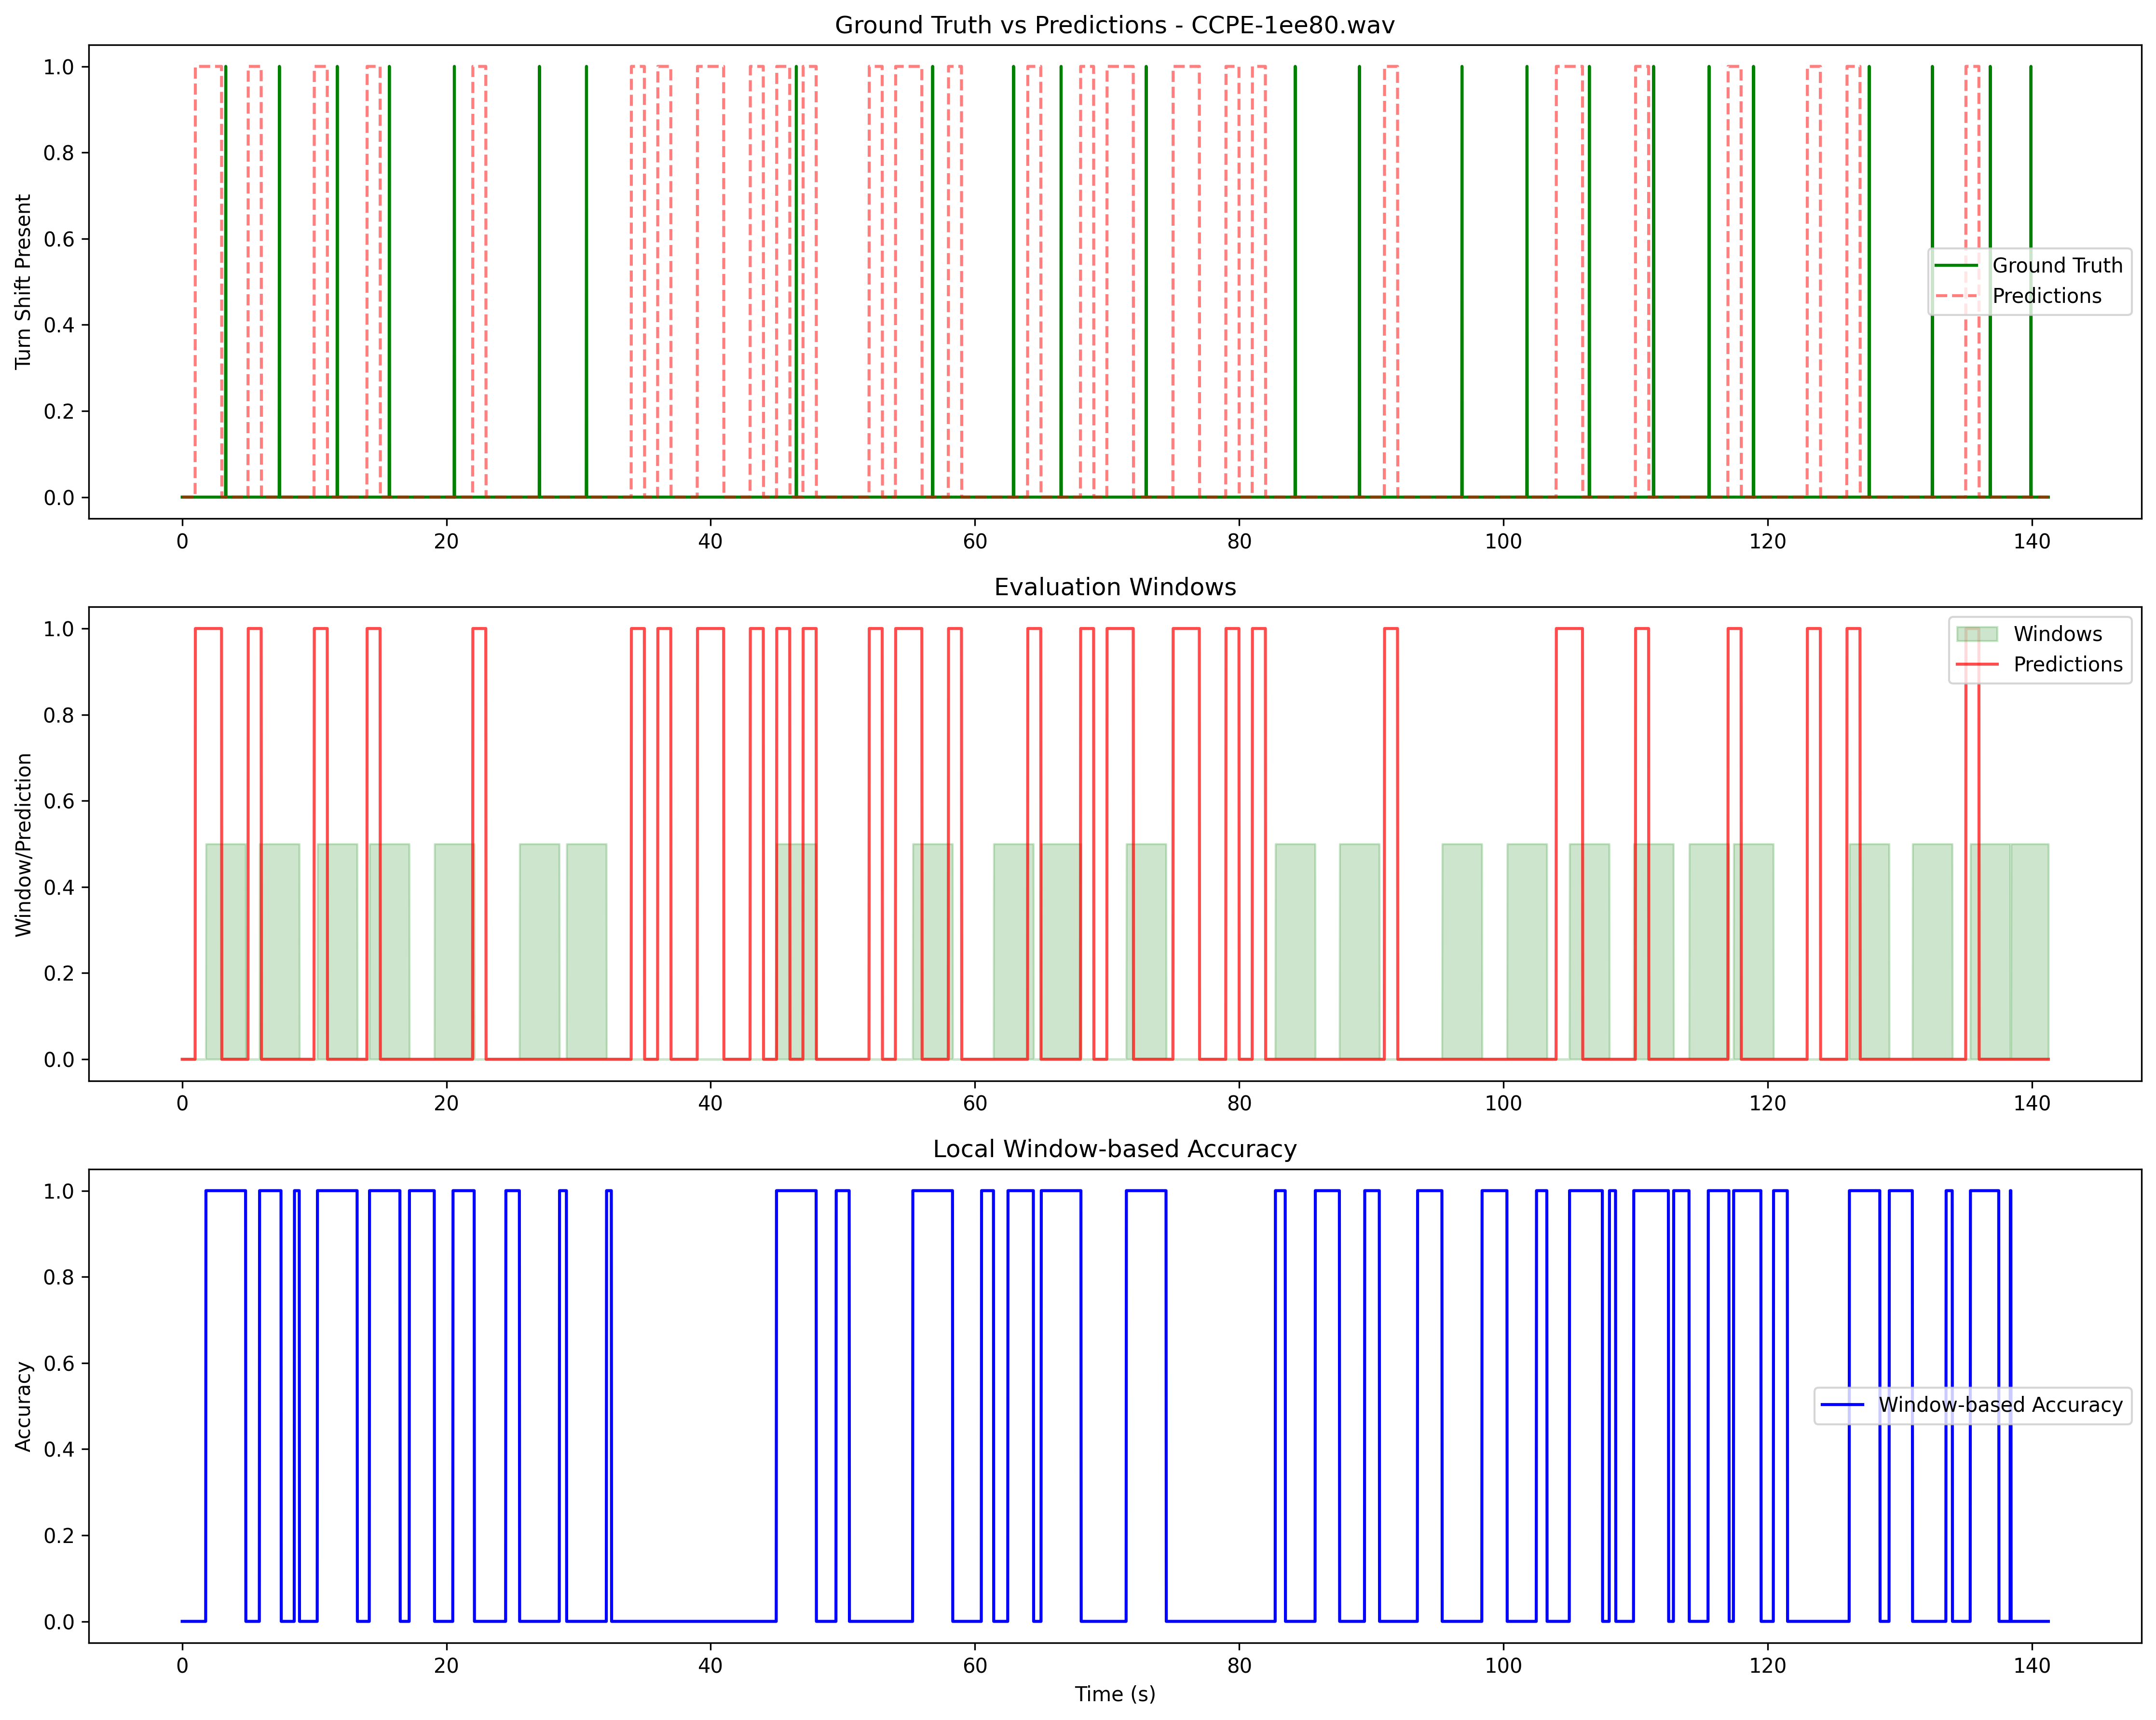 Ground Truth vs Predictions - CCPE-1ee80.wav
Turn Shift Present
1.0
0.8
0.6
0.4
0.2
0.0
Ground Truth
Predictions
0 20 40 60 80 100 120 140
Evaluation Windows
Window/Prediction
1.0
0.8
0.6
0.4
0.2
0.0
Windows
Predictions
0 20 40 60 80 100 120 140
Local Window-based Accuracy
Accuracy
1.0
0.8
0.6
0.4
0.2
0.0
Window-based Accuracy
0 20 40 60 80 100 120 140
Time (s)